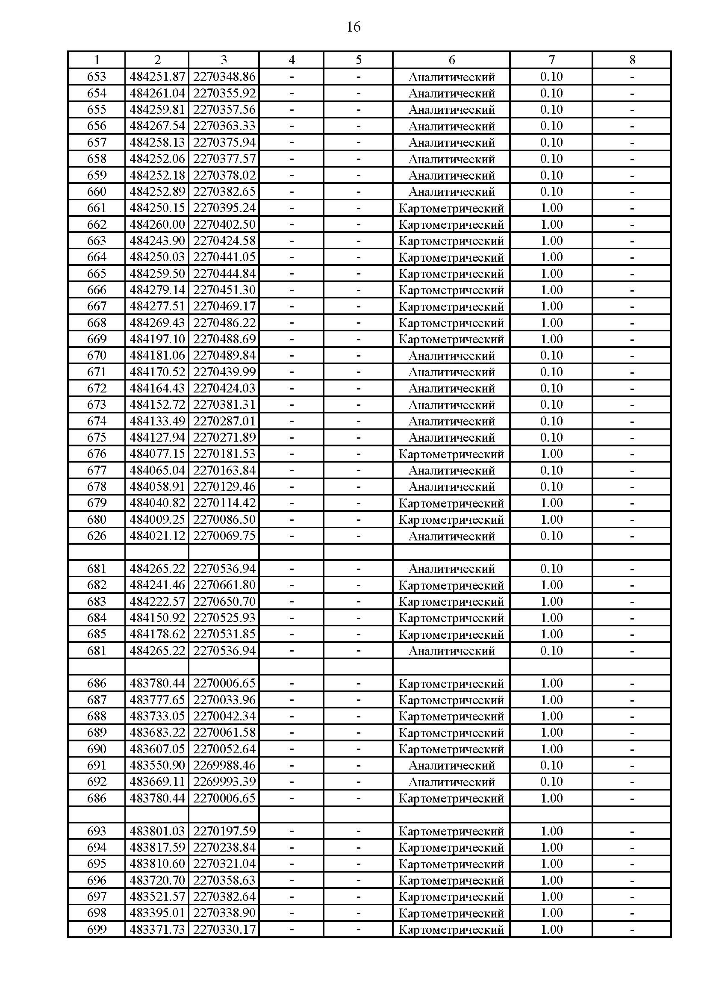 16
1 2 3 4 5 6 7 8
653 484251.87 2270348.86 - - Аналитический 0.10 -
654 484261.04 2270355.92 - - Аналитический 0.10 -
655 484259.81 2270357.56 - - Аналитический 0.10 -
656 484267.54 2270363.33 - - Аналитический 0.10 -
657 484258.13 2270375.94 - - Аналитический 0.10 -
658 484252.06 2270377.57 - - Аналитический 0.10 -
659 484252.18 2270378.02 - - Аналитический 0.10 -
660 484252.89 2270382.65 - - Аналитический 0.10 -
661 484250.15 2270395.24 - - Картометрический 1.00 -
662 484260.00 2270402.50 - - Картометрический 1.00 -
663 484243.90 2270424.58 - - Картометрический 1.00 -
664 484250.03 2270441.05 - - Картометрический 1.00 -
665 484259.50 2270444.84 - - Картометрический 1.00 -
666 484279.14 2270451.30 - - Картометрический 1.00 -
667 484277.51 2270469.17 - - Картометрический 1.00 -
668 484269.43 2270486.22 - - Картометрический 1.00 -
669 484197.10 2270488.69 - - Картометрический 1.00 -
670 484181.06 2270489.84 - - Аналитический 0.10 -
671 484170.52 2270439.99 - - Аналитический 0.10 -
672 484164.43 2270424.03 - - Аналитический 0.10 -
673 484152.72 2270381.31 - - Аналитический 0.10 -
674 484133.49 2270287.01 - - Аналитический 0.10 -
675 484127.94 2270271.89 - - Аналитический 0.10 -
676 484077.15 2270181.53 - - Картометрический 1.00 -
677 484065.04 2270163.84 - - Аналитический 0.10 -
678 484058.91 2270129.46 - - Аналитический 0.10 -
679 484040.82 2270114.42 - - Картометрический 1.00 -
680 484009.25 2270086.50 - - Картометрический 1.00 -
626 484021.12 2270069.75 - - Аналитический 0.10 -
681 484265.22 2270536.94 - - Аналитический 0.10 -
682 484241.46 2270661.80 - - Картометрический 1.00 -
683 484222.57 2270650.70 - - Картометрический 1.00 -
684 484150.92 2270525.93 - - Картометрический 1.00 -
685 484178.62 2270531.85 - - Картометрический 1.00 -
681 484265.22 2270536.94 - - Аналитический 0.10 -
686 483780.44 2270006.65 - - Картометрический 1.00 -
687 483777.65 2270033.96 - - Картометрический 1.00 -
688 483733.05 2270042.34 - - Картометрический 1.00 -
689 483683.22 2270061.58 - - Картометрический 1.00 -
690 483607.05 2270052.64 - - Картометрический 1.00 -
691 483550.90 2269988.46 - - Аналитический 0.10 -
692 483669.11 2269993.39 - - Аналитический 0.10 -
686 483780.44 2270006.65 - - Картометрический 1.00 -
693 483801.03 2270197.59 - - Картометрический 1.00 -
694 483817.59 2270238.84 - - Картометрический 1.00 -
695 483810.60 2270321.04 - - Картометрический 1.00 -
696 483720.70 2270358.63 - - Картометрический 1.00 -
697 483521.57 2270382.64 - - Картометрический 1.00 -
698 483395.01 2270338.90 - - Картометрический 1.00 -
699 483371.73 2270330.17 - - Картометрический 1.00 -